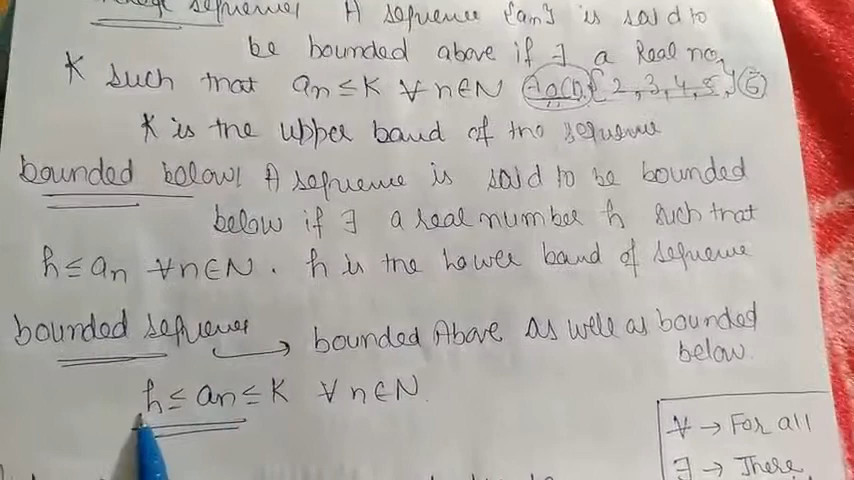 sequence: A sequence {an} is said to
be bounded above if ∃ a Real no.
K such that an ≤ K ∀ n∈N {2,3,4,5} 6
K is the upper band of the sequence
bounded below: A sequence is said to be bounded
below if ∃ a real number h such that
h ≤ an ∀n∈N. h is the Lower band of sequence
bounded sequence → bounded Above as well as bounded
below.
h ≤ an ≤ K ∀ n∈N.
∀ → For all
∃ → There